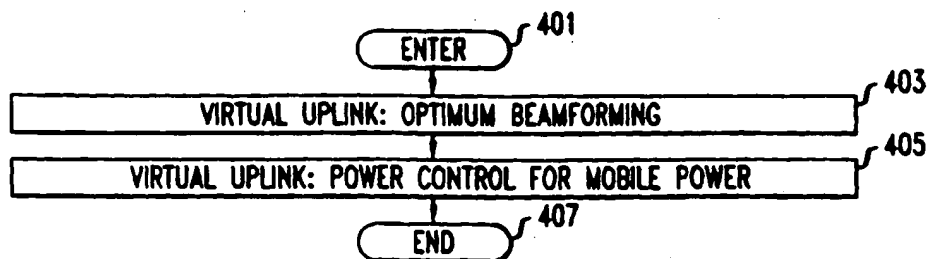 401
ENTER
403
VIRTUAL UPLINK: OPTIMUM BEAMFORMING
405
VIRTUAL UPLINK: POWER CONTROL FOR MOBILE POWER
407
END